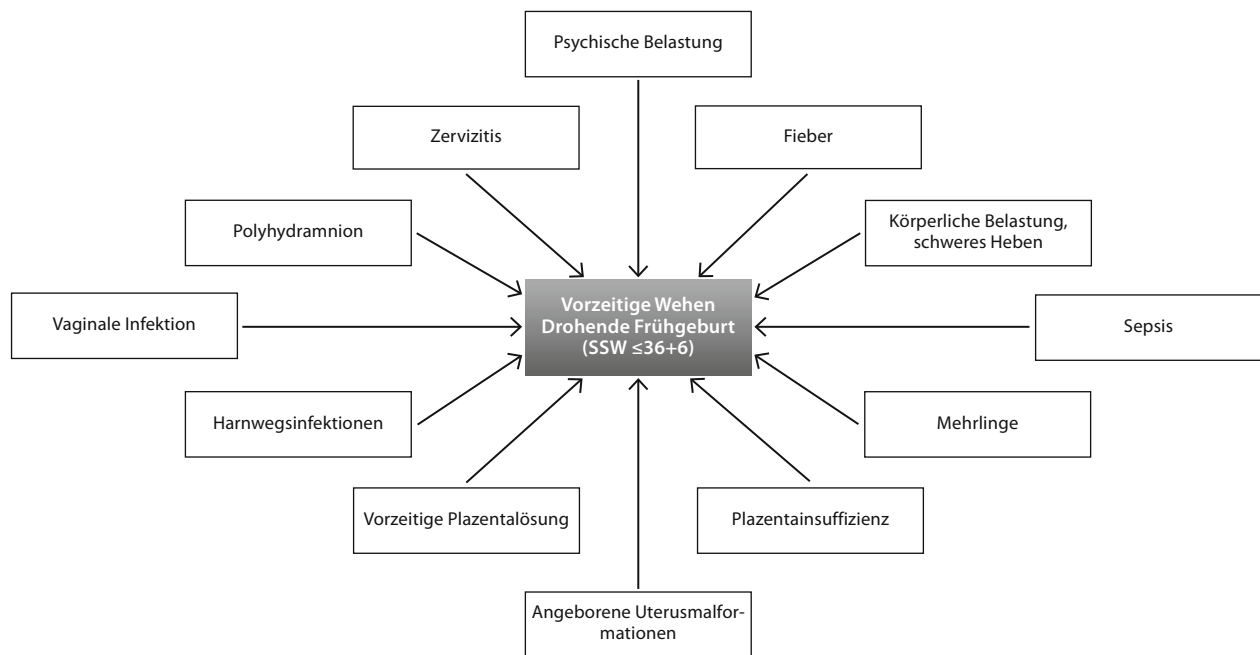 Psychische Belastung
Zervizitis
Fieber
Polyhydramnion
Körperliche Belastung,
schweres Heben
Vaginale Infektion
Vorzeitige Wehen
Drohende Frühgeburt
(SSW ≤36+6)
Sepsis
Harnwegsinfektionen
Mehrlinge
Vorzeitige Plazentalösung
Plazentainsuffizienz
Angeborene Uterusmalfor-
mationen